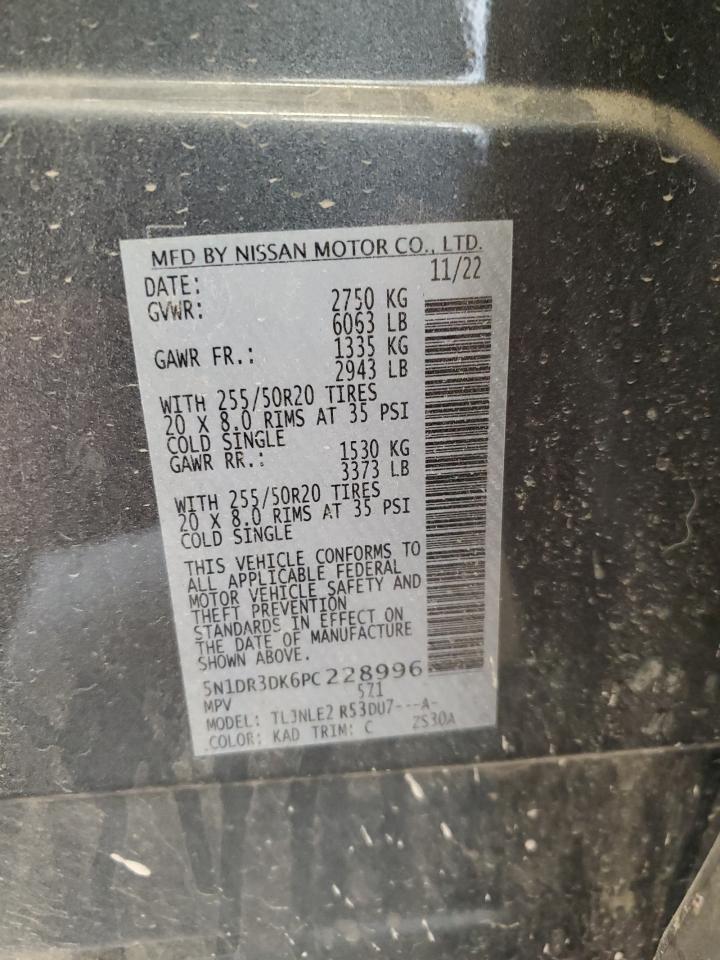 MFD BY NISSAN MOTOR CO., LTD.
DATE: 11/22
GVWR: 2750 KG
6063 LB
GAWR FR.: 1335 KG
2943 LB
WITH 255/50R20 TIRES
20 X 8.0 RIMS AT 35 PSI
COLD SINGLE
GAWR RR.: 1530 KG
3373 LB
WITH 255/50R20 TIRES
20 X 8.0 RIMS AT 35 PSI
COLD SINGLE
THIS VEHICLE CONFORMS TO
ALL APPLICABLE FEDERAL
MOTOR VEHICLE SAFETY AND
THEFT PREVENTION
STANDARDS IN EFFECT ON
THE DATE OF MANUFACTURE
SHOWN ABOVE.
5N1DR3DK6PC228996
MPV 5Z1
MODEL: TLJNLE2 R53DU7---A-
COLOR: KAD TRIM: C ZS30A